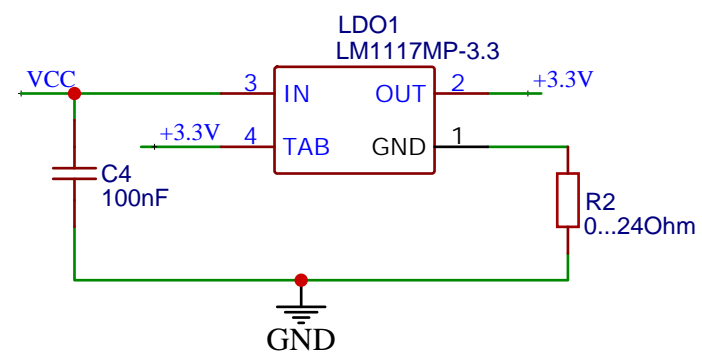 LDO1
LM1117MP-3.3
VCC
3
IN
OUT
2
+3.3V
+3.3V
4
TAB
GND
1
C4
100nF
R2
0...24Ohm
GND